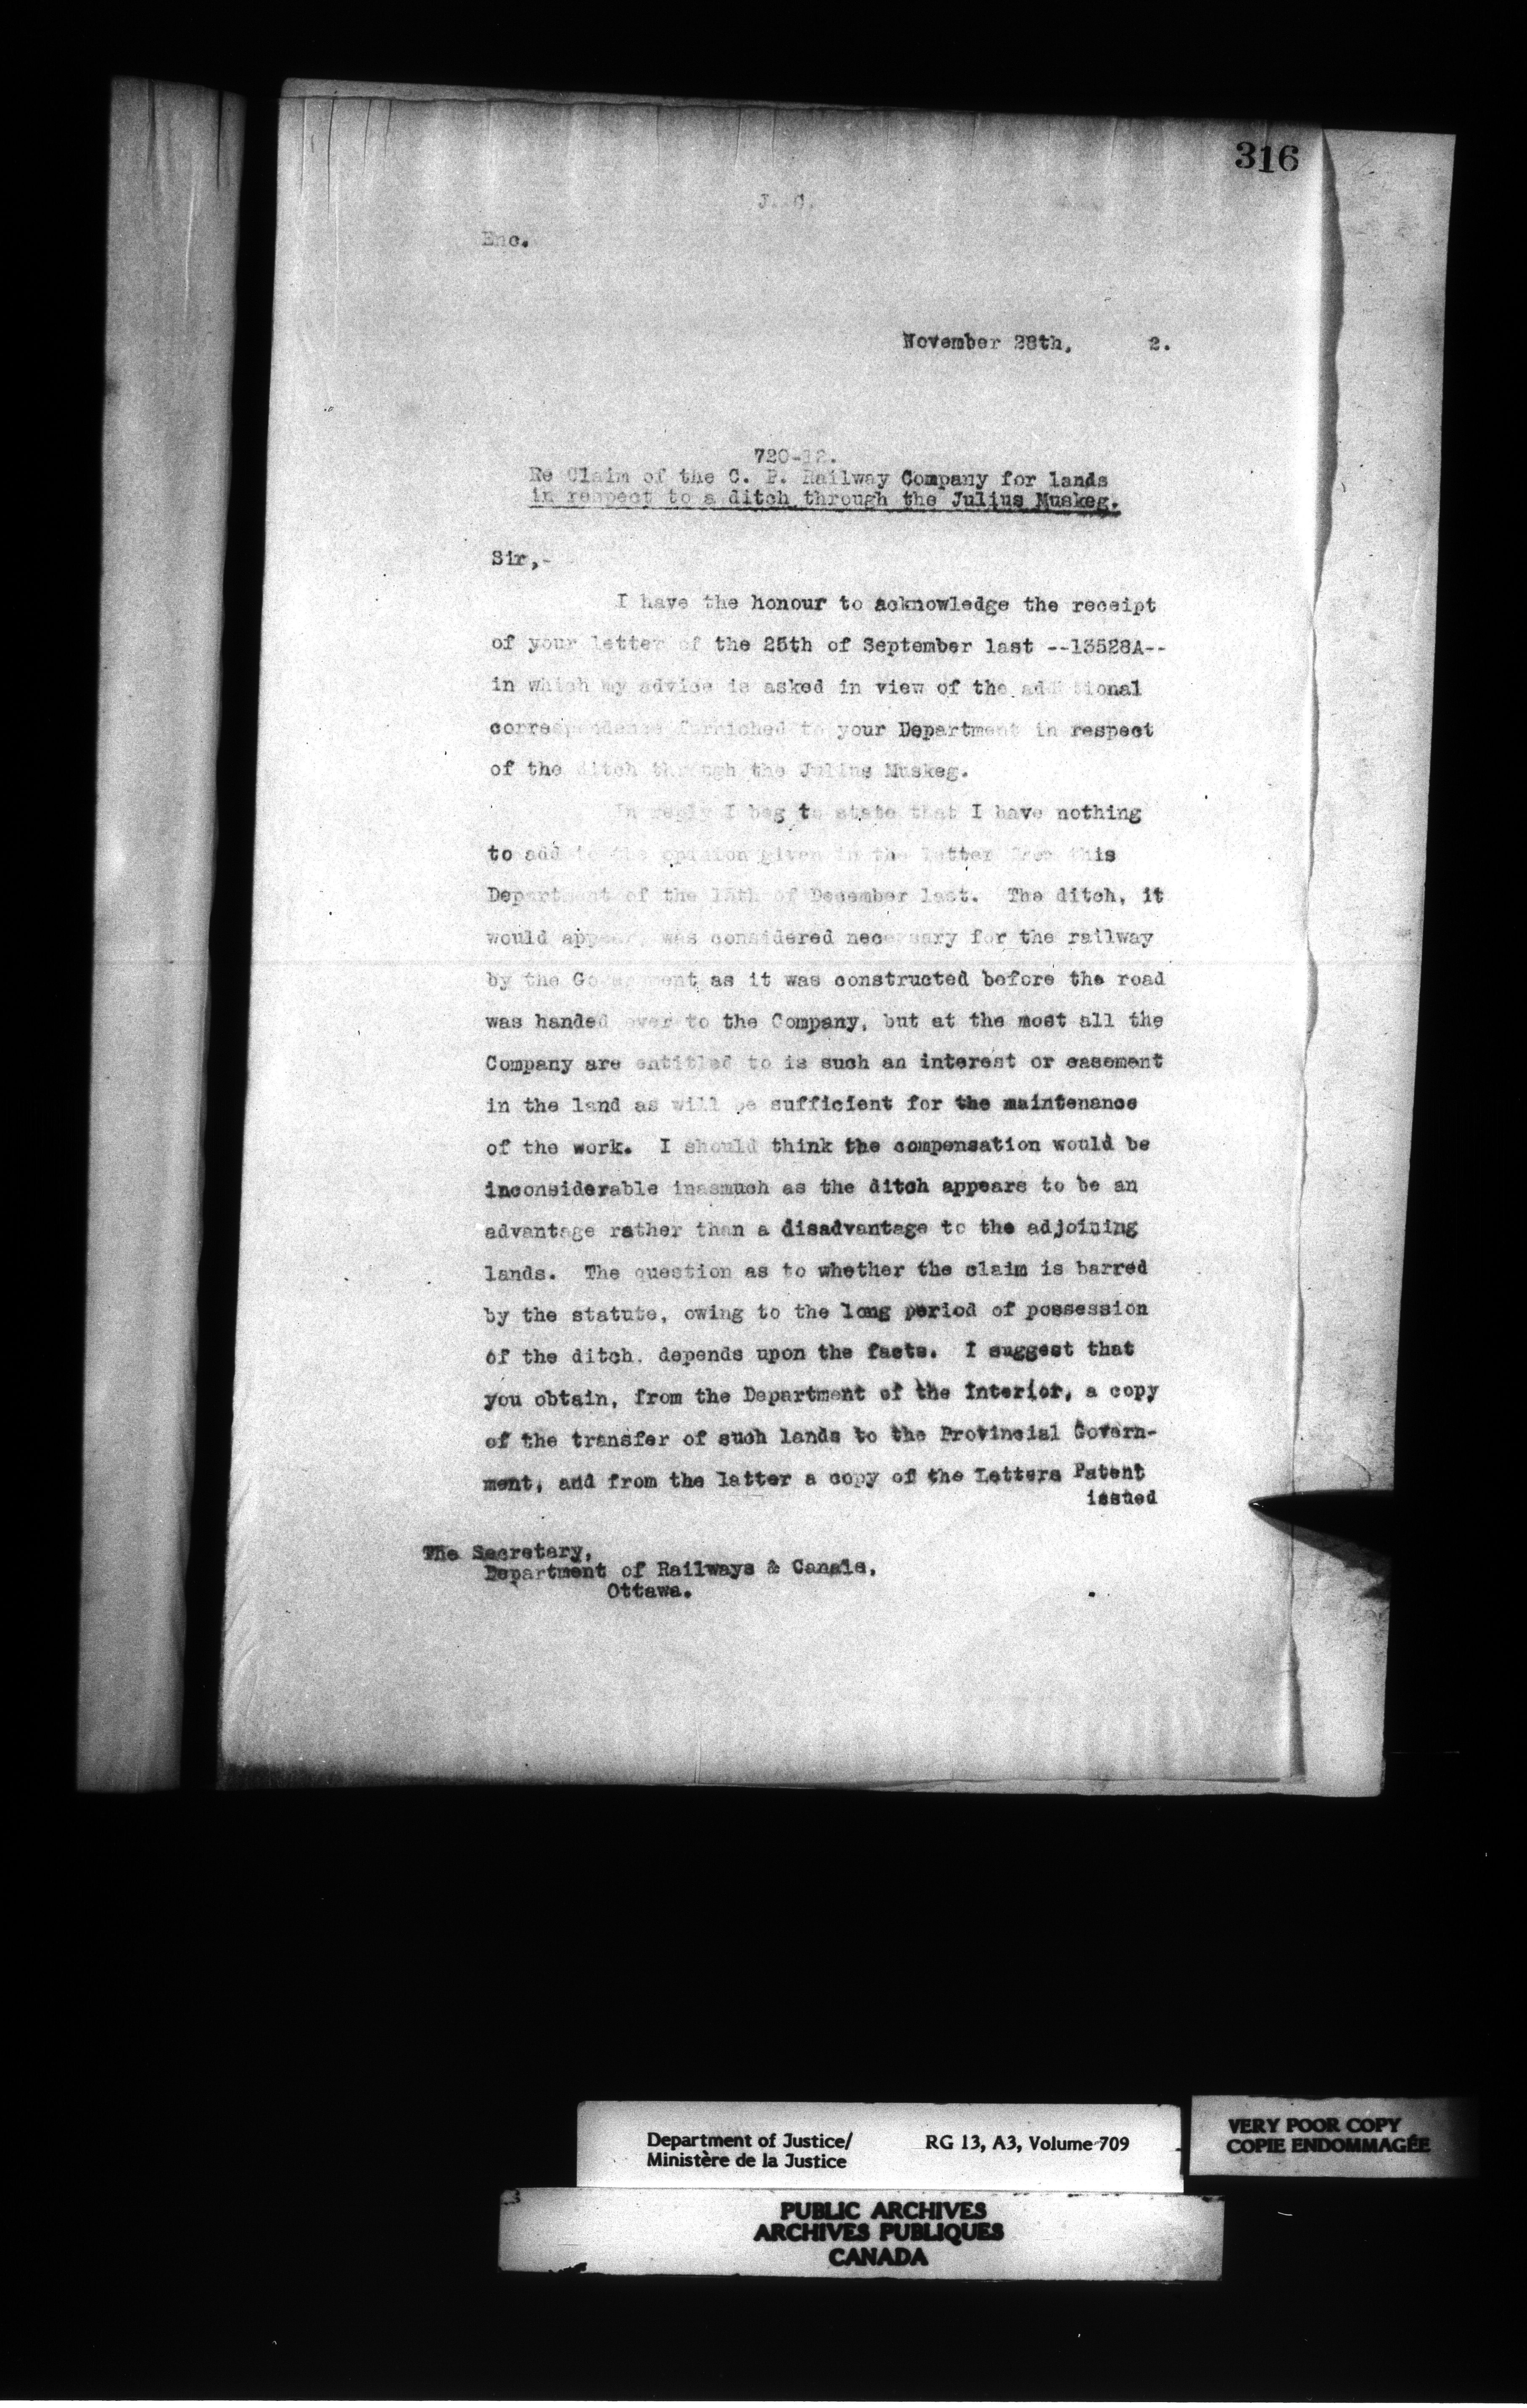 316
J. C.
Enc.
November 28th, 2.
720-12.
Re Claim of the C. P. Railway Company for lands
in respect to a ditch through the Julius Muskeg.
Sir,-
I have the honour to acknowledge the receipt
of your letter of the 25th of September last --13528A--
in which my advice is asked in view of the additional
correspondence furnished to your Department in respect
of the ditch through the Julius Muskeg.
In reply I beg to state that I have nothing
to add to the opinion given in the letter from this
Department of the of December last. The ditch, it
would appear, was considered necessary for the railway
by the Government as it was constructed before the road
was handed over to the Company, but at the most all the
Company are entitled to is such an interest or easement
in the land as will be sufficient for the maintenance
of the work. I should think the compensation would be
inconsiderable inasmuch as the ditch appears to be an
advantage rather than a disadvantage to the adjoining
lands. The question as to whether the claim is barred
by the statute, owing to the long period of possession
of the ditch, depends upon the facts. I suggest that
you obtain, from the Department of the Interior, a copy
of the transfer of such lands to the Provincial Govern-
ment, and from the latter a copy of the Letters Patent
issued
The Secretary,
Department of Railways & Canals,
Ottawa.
Department of Justice/ RG 13, A3, Volume 709
Ministère de la Justice
VERY POOR COPY
COPIE ENDOMMAGÉE
PUBLIC ARCHIVES
ARCHIVES PUBLIQUES
CANADA